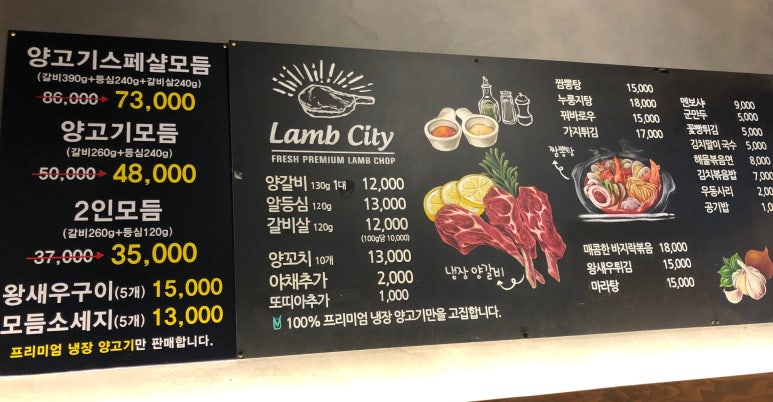 양고기스페샬모듬
(갈비390g+등심240g+갈비살240g)
86,000→ 73,000
양고기모듬
(갈비260g+등심240g)
50,000→ 48,000
2인모듬
(갈비260g+등심120g)
37,000→ 35,000
왕새우구이(5개) 15,000
모듬소세지(5개) 13,000
프리미엄 냉장 양고기만 판매합니다.
Lamb City
FRESH PREMIUM LAMB CHOP
양갈비 130g 1대 12,000
알등심 120g 13,000
갈비살 120g 12,000
(100g당 10,000)
양꼬치 10개 13,000
야채추가 2,000
또띠아추가 1,000
100% 프리미엄 냉장 양고기만을 고집합니다.
냉장 양갈비
짬뽕탕 15,000
누룽지탕 18,000
꿔바로우 15,000
가지튀김 17,000
짬뽕탕
매콤한 바지락볶음 18,000
왕새우튀김 15,000
마라탕 15,000
멘보샤 9,000
군만두 5,000
꽃빵튀김 5,000
김치말이 국수 5,000
해물볶음면 8,000
김치볶음밥 7,000
우동사리
공기밥